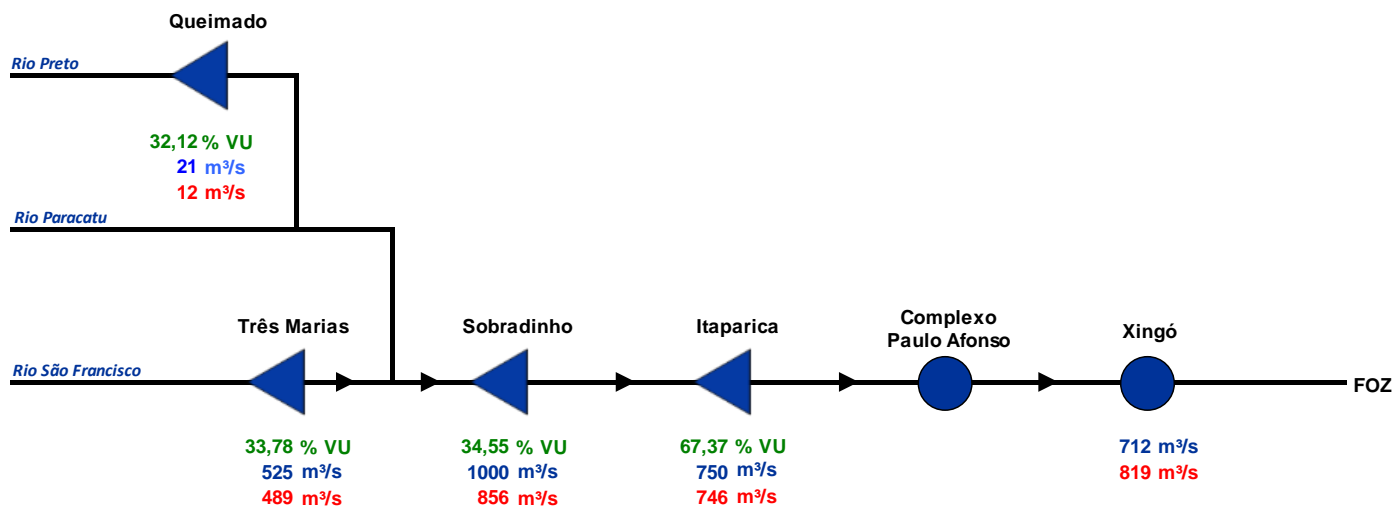 Queimado
Rio Preto
32,12 % VU
21 m³/s
12 m³/s
Rio Paracatu
Três Marias
Sobradinho
Itaparica
Complexo
Paulo Afonso
Xingó
Rio São Francisco
FOZ
33,78 % VU
525 m³/s
489 m³/s
34,55 % VU
1000 m³/s
856 m³/s
67,37 % VU
750 m³/s
746 m³/s
712 m³/s
819 m³/s